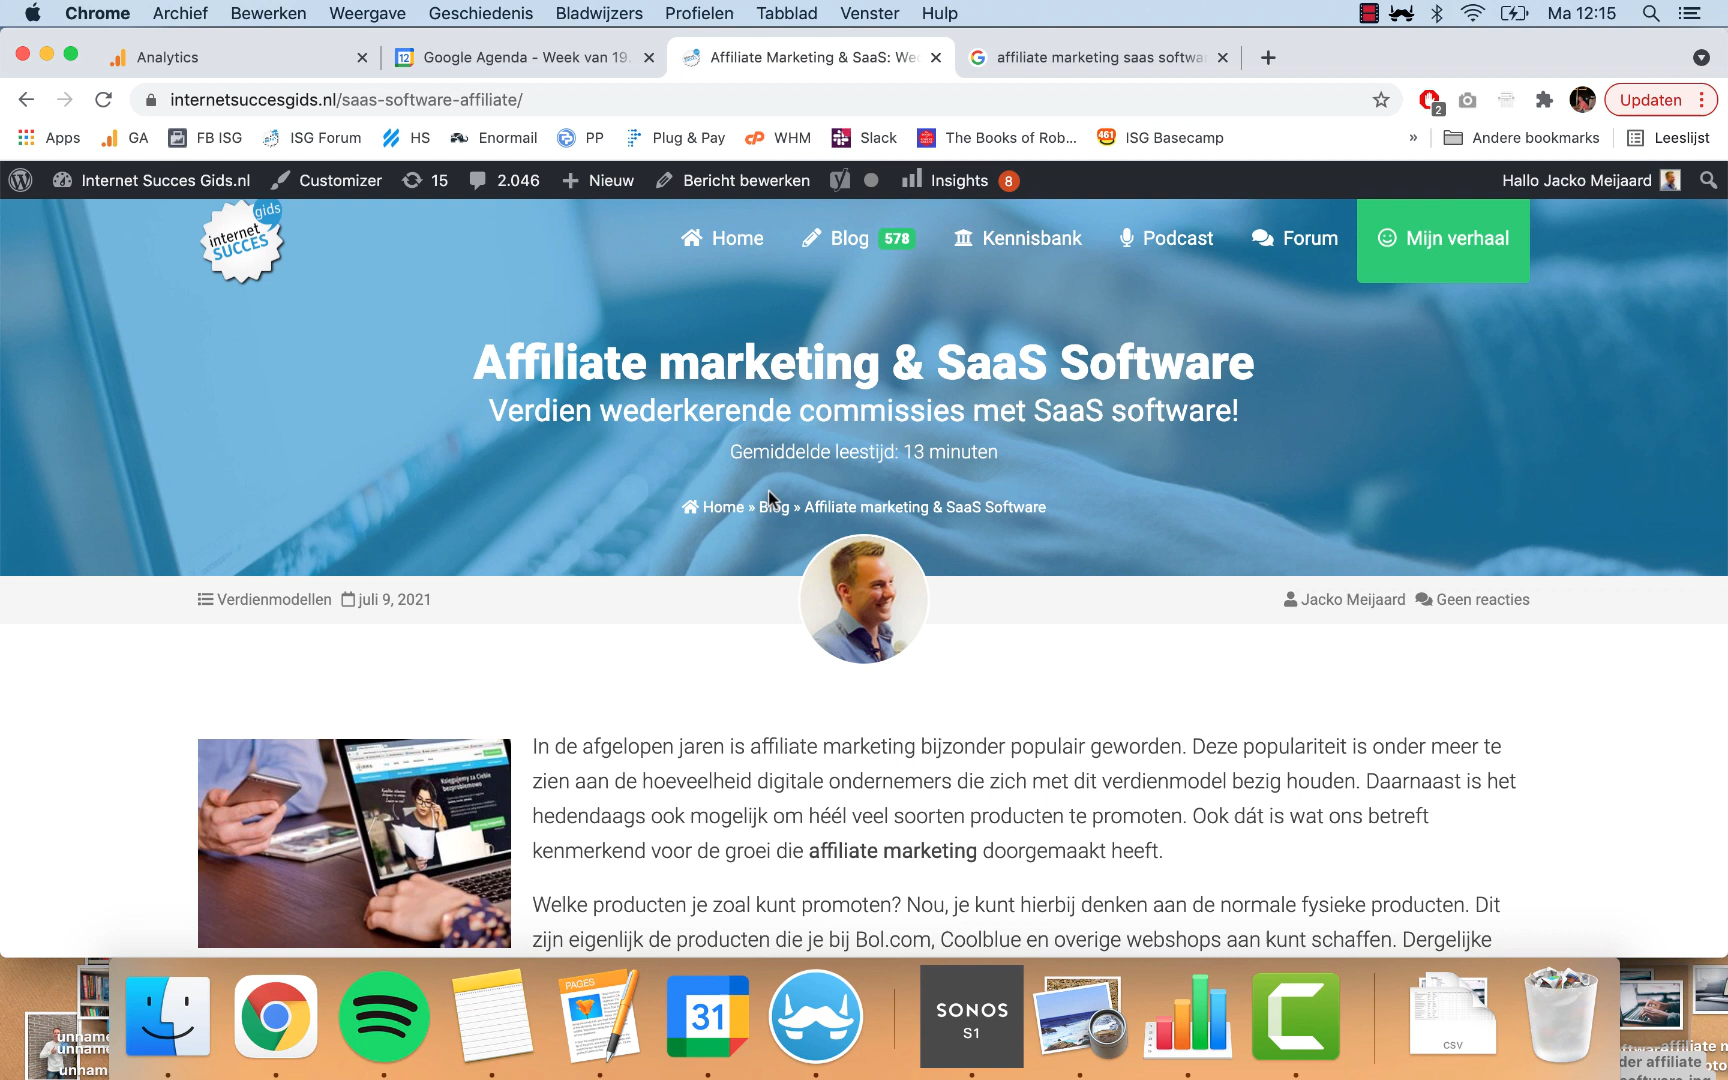 Chrome Archief Bewerken Weergave Geschiedenis Bladwijzers Profielen Tabblad Venster Hulp Ma 12:15
Analytics
Google Agenda - Week van 19.
Affiliate Marketing & SaaS: We
affiliate marketing saas softwa
internetsuccesgids.nl/saas-software-affiliate/
2
Updaten
Apps GA FB ISG ISG Forum HS Enormail PP Plug & Pay WHM Slack The Books of Rob... 461 ISG Basecamp » Andere bookmarks Leeslijst
Internet Succes Gids.nl Customizer 15 2.046 Nieuw Bericht bewerken Insights 8 Hallo Jacko Meijaard
gids
internet
SUCCES
Home Blog 578 Kennisbank Podcast Forum Mijn verhaal
Affiliate marketing & SaaS Software
Verdien wederkerende commissies met SaaS software!
Gemiddelde leestijd: 13 minuten
Home » Blog » Affiliate marketing & SaaS Software
Verdienmodellen juli 9, 2021 Jacko Meijaard Geen reacties
In de afgelopen jaren is affiliate marketing bijzonder populair geworden. Deze populariteit is onder meer te
zien aan de hoeveelheid digitale ondernemers die zich met dit verdienmodel bezig houden. Daarnaast is het
hedendaags ook mogelijk om héél veel soorten producten te promoten. Ook dát is wat ons betreft
kenmerkend voor de groei die affiliate marketing doorgemaakt heeft.
Welke producten je zoal kunt promoten? Nou, je kunt hierbij denken aan de normale fysieke producten. Dit
zijn eigenlijk de producten die je bij Bol.com, Coolblue en overige webshops aan kunt schaffen. Dergelijke
PAGES
31
SONOS
S1
CSV
unname
unname
unnam
der affiliate